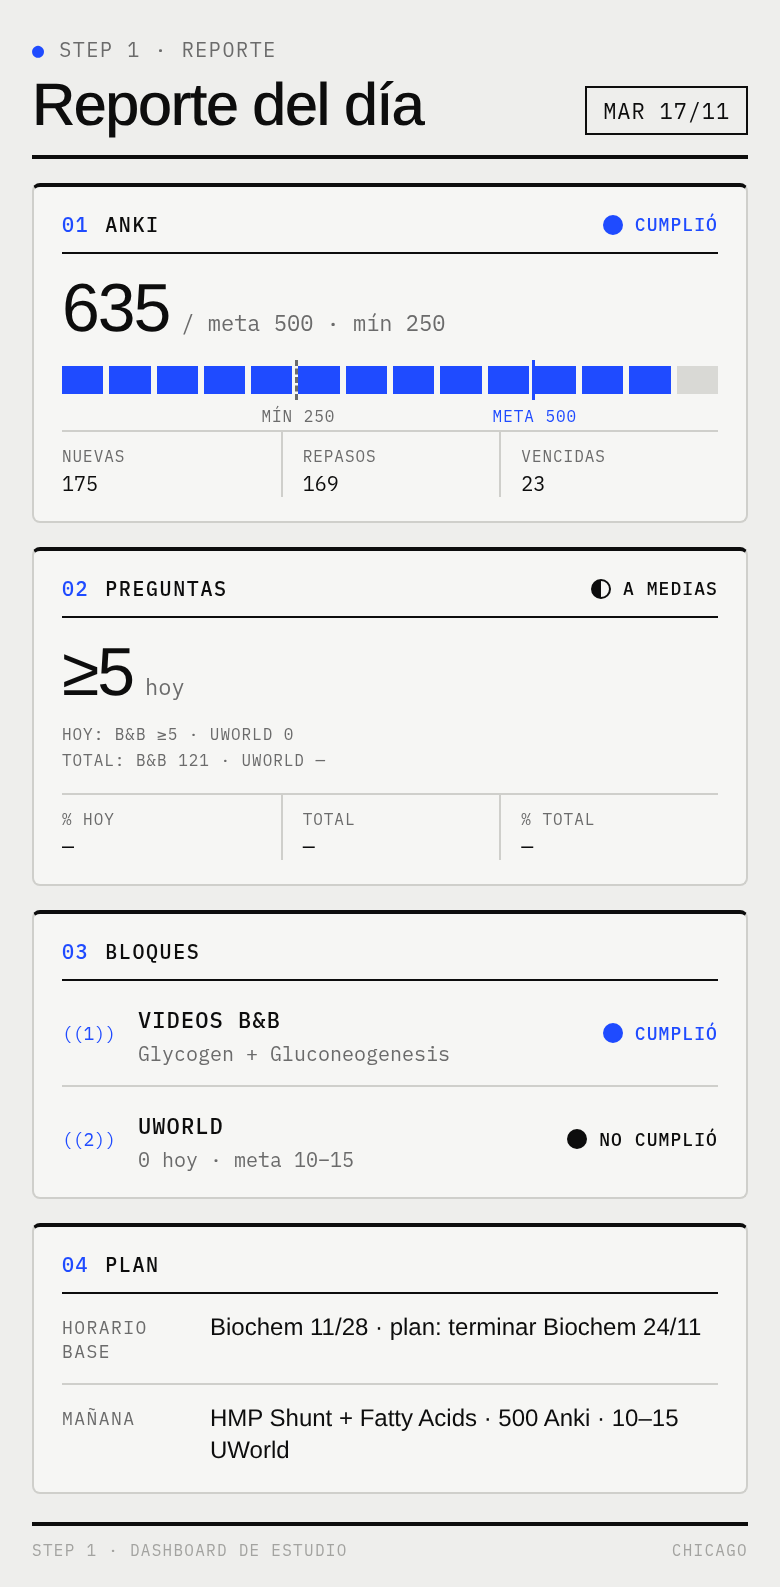 STEP 1 · REPORTE
Reporte del día
MAR 17/11
01 ANKI
CUMPLIÓ
635 / meta 500 · mín 250
MÍN 250
META 500
NUEVAS
REPASOS
VENCIDAS
175
169
23
02 PREGUNTAS
A MEDIAS
≥5 hoy
HOY: B&B ≥5 · UWORLD 0
TOTAL: B&B 121 · UWORLD —
% HOY
TOTAL
% TOTAL
—
—
—
03 BLOQUES
((1))
VIDEOS B&B
Glycogen + Gluconeogenesis
CUMPLIÓ
((2))
UWORLD
0 hoy · meta 10–15
NO CUMPLIÓ
04 PLAN
HORARIO
BASE
Biochem 11/28 · plan: terminar Biochem 24/11
MAÑANA
HMP Shunt + Fatty Acids · 500 Anki · 10–15
UWorld
STEP 1 · DASHBOARD DE ESTUDIO
CHICAGO